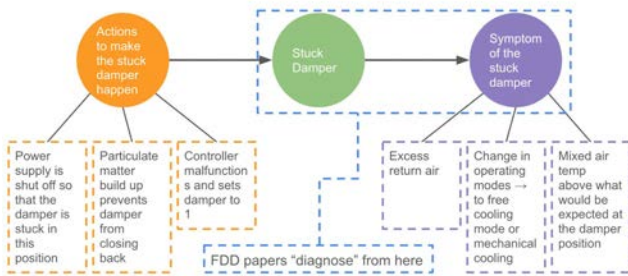 Actions
to make
the stuck
damper
happen
Stuck
Damper
Symptom
of the
stuck
damper
Power
supply is
shut off so
that the
damper is
stuck in
this
position
Particulate
matter
build up
prevents
damper
from
closing
back
Controller
malfunction
s and sets
damper to
1
Excess
return air
Change in
operating
modes →
to free
cooling
mode or
mechanical
cooling
Mixed air
temp
above what
would be
expected at
the damper
position
FDD papers “diagnose” from here